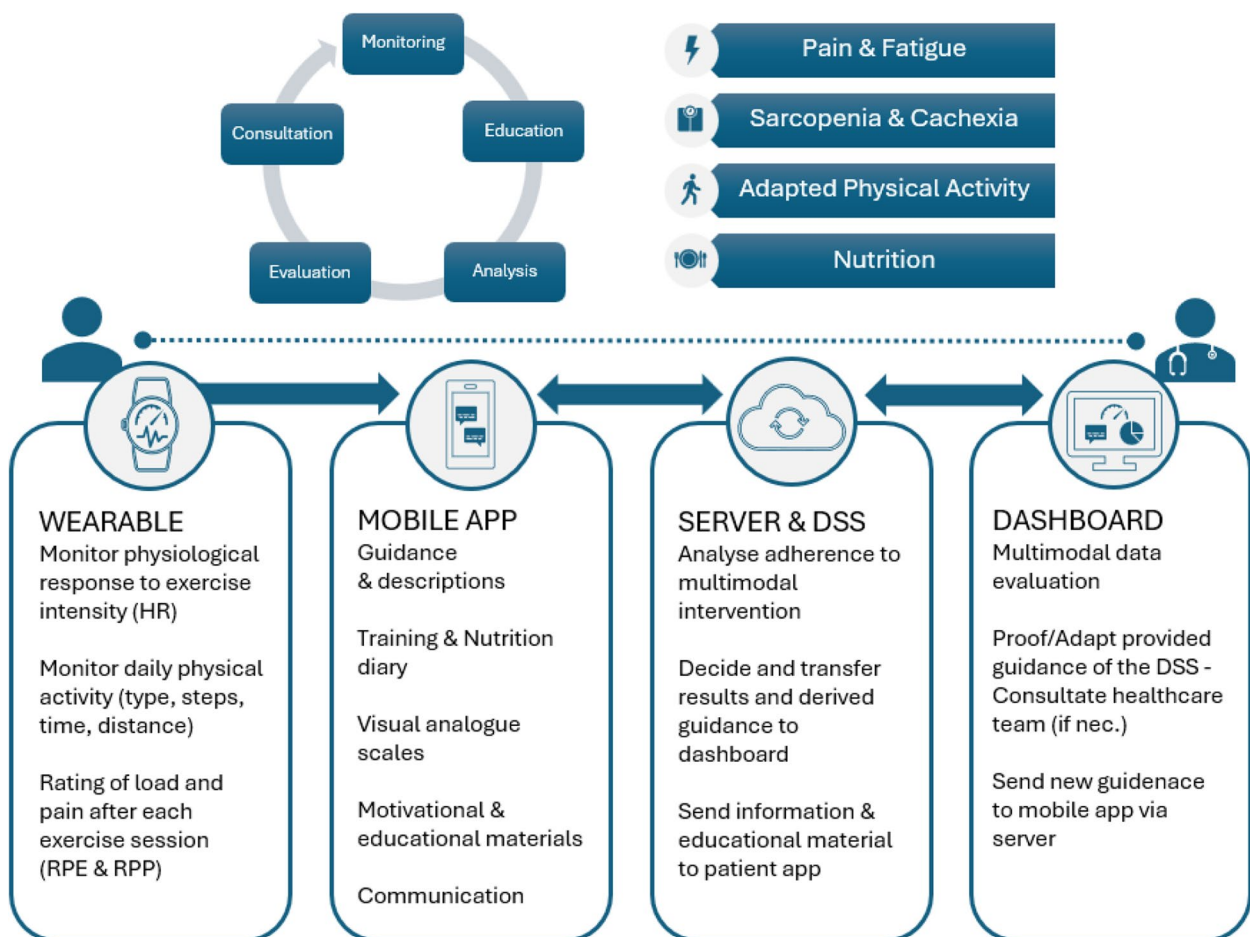 Monitoring
Education
Analysis
Evaluation
Consultation
Pain & Fatigue
Sarcopenia & Cachexia
Adapted Physical Activity
Nutrition
WEARABLE
Monitor physiological
response to exercise
intensity (HR)
Monitor daily physical
activity (type, steps,
time, distance)
Rating of load and
pain after each
exercise session
(RPE & RPP)
MOBILE APP
Guidance
& descriptions
Training & Nutrition
diary
Visual analogue
scales
Motivational &
educational materials
Communication
SERVER & DSS
Analyse adherence to
multimodal
intervention
Decide and transfer
results and derived
guidance to
dashboard
Send information &
educational material
to patient app
DASHBOARD
Multimodal data
evaluation
Proof/Adapt provided
guidance of the DSS -
Consultate healthcare
team (if nec.)
Send new guidenace
to mobile app via
server